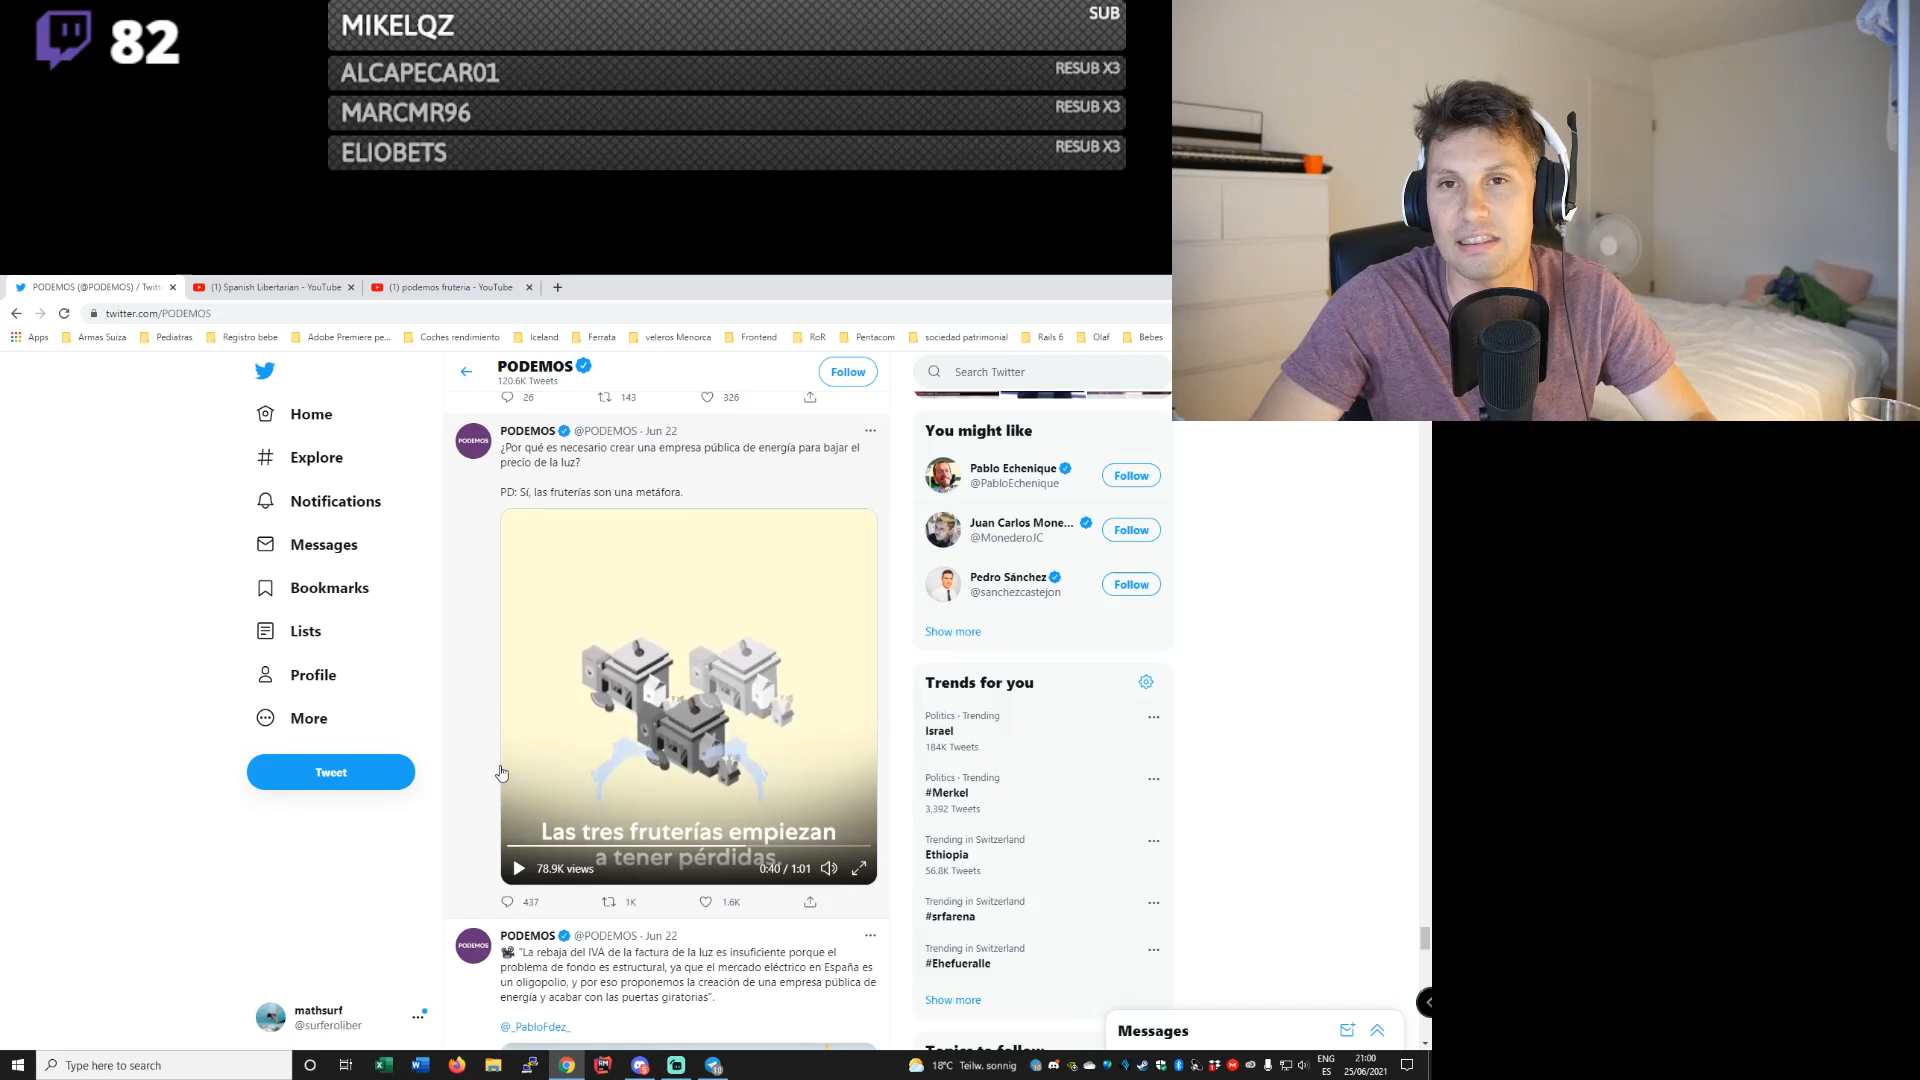 82
MIKELQZ SUB
ALCAPECAR01 RESUB X3
MARCMR96 RESUB X3
ELIOBETS RESUB X3
PODEMOS (@PODEMOS) / Twitt
(1) Spanish Libertarian - YouTube
(1) podemos fruteria - YouTube
twitter.com/PODEMOS
Apps Armas Suiza Pediatras Registro bebe Adobe Premiere pe... Coches rendimiento Iceland Ferrata veleros Menorca Frontend RoR Pentacom sociedad patrimonial Rails 6 Olaf Bebes
Home
Explore
Notifications
Messages
Bookmarks
Lists
Profile
More
Tweet
mathsurf
@surferoliber
PODEMOS
120.6K Tweets
Follow
26 143 326
PODEMOS
PODEMOS @PODEMOS · Jun 22
¿Por qué es necesario crear una empresa pública de energía para bajar el
precio de la luz?
PD: Sí, las fruterías son una metáfora.
Las tres fruterías empiezan
a tener pérdidas.
78.9K views 0:40 / 1:01
437 1K 1.6K
PODEMOS
PODEMOS @PODEMOS · Jun 22
"La rebaja del IVA de la factura de la luz es insuficiente porque el
problema de fondo es estructural, ya que el mercado eléctrico en España es
un oligopolio, y por eso proponemos la creación de una empresa pública de
energía y acabar con las puertas giratorias".
@_PabloFdez_
Search Twitter
You might like
Pablo Echenique
@PabloEchenique
Follow
Juan Carlos Mone...
@MonederoJC
Follow
Pedro Sánchez
@sanchezcastejon
Follow
Show more
Trends for you
Politics · Trending
Israel
184K Tweets
Politics · Trending
#Merkel
3,392 Tweets
Trending in Switzerland
Ethiopia
56.8K Tweets
Trending in Switzerland
#srfarena
Trending in Switzerland
#Ehefueralle
Show more
Topics to follow
Messages
Type here to search
18°C Teilw. sonnig
ENG
ES
21:00
25/06/2021